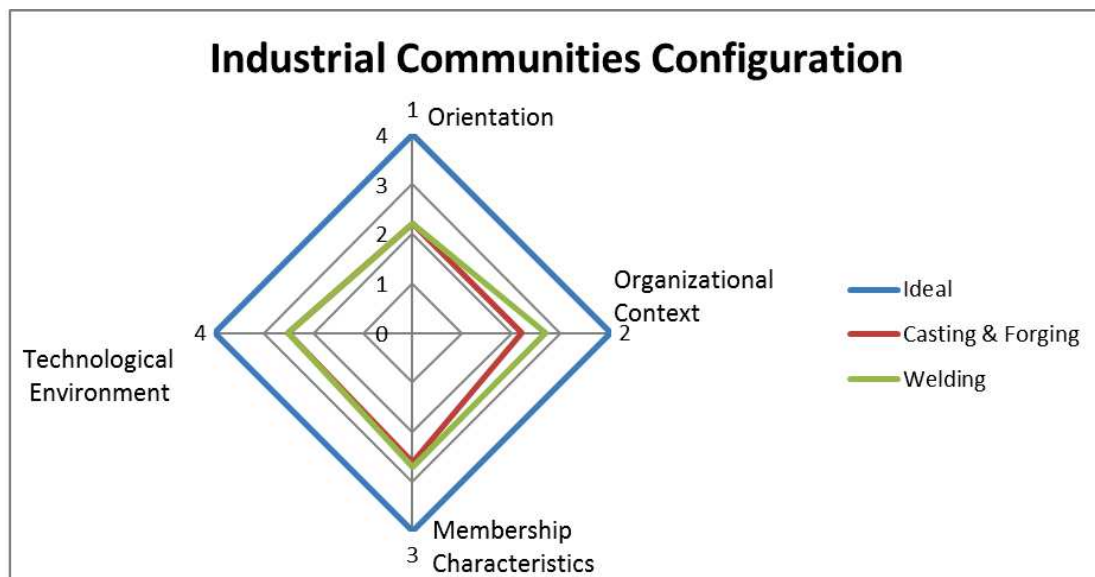 Industrial Communities Configuration
1
Orientation
4
3
2
1
0
Organizational
Context
2
4
Technological
Environment
Membership
Characteristics
3
Ideal
Casting & Forging
Welding